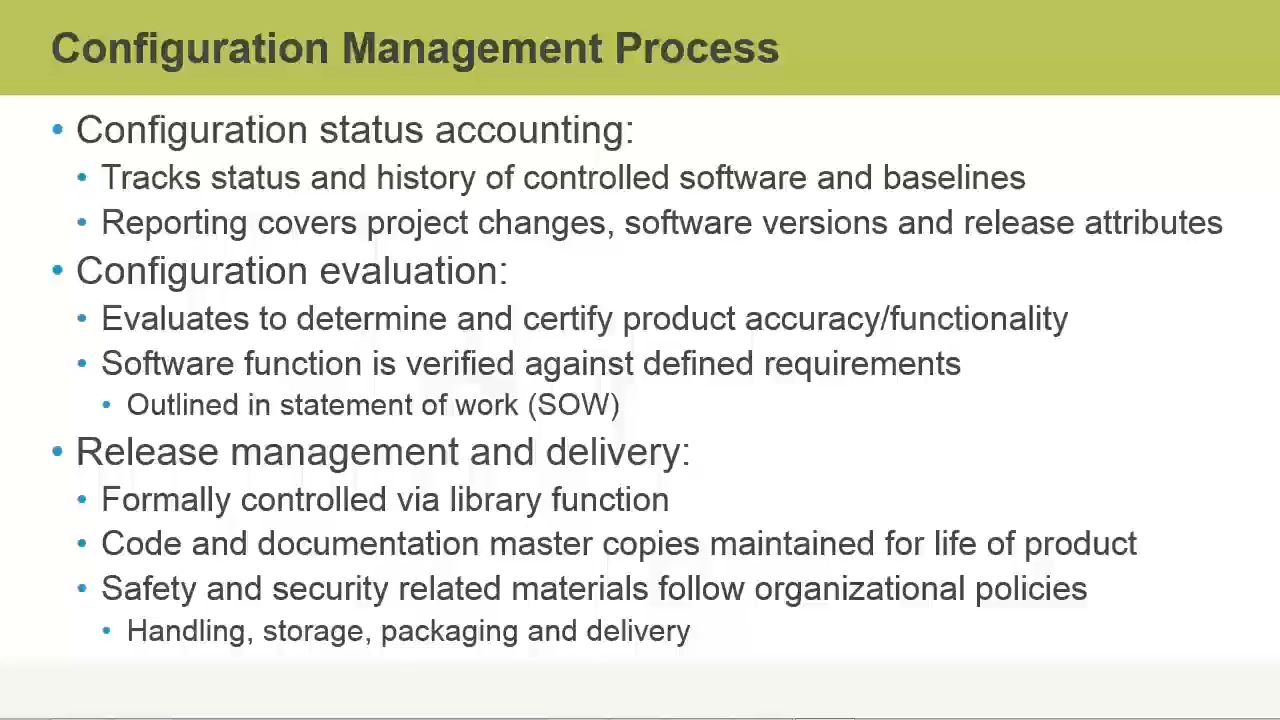 Configuration Management Process
• Configuration status accounting:
• Tracks status and history of controlled software and baselines
• Reporting covers project changes, software versions and release attributes
• Configuration evaluation:
• Evaluates to determine and certify product accuracy/functionality
• Software function is verified against defined requirements
• Outlined in statement of work (SOW)
• Release management and delivery:
• Formally controlled via library function
• Code and documentation master copies maintained for life of product
• Safety and security related materials follow organizational policies
• Handling, storage, packaging and delivery